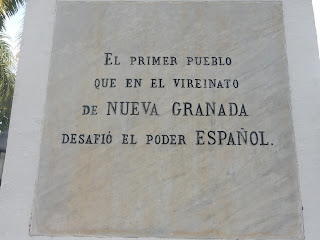 El primer pueblo
que en el vireinato
de NUEVA GRANADA
desafió el poder ESPAÑOL.